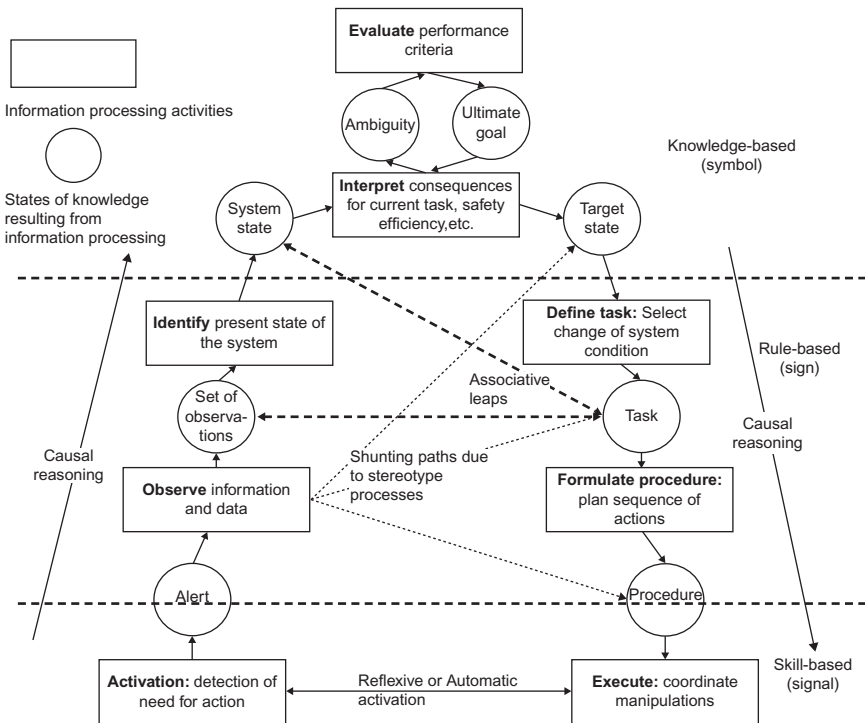 Evaluate performance
criteria
Information processing activities
Ambiguity
Ultimate
goal
Knowledge-based
(symbol)
States of knowledge
resulting from
information processing
System
state
Interpret consequences
for current task, safety
efficiency,etc.
Target
state
Identify present state of
the system
Define task: Select
change of system
condition
Rule-based
(sign)
Associative
leaps
Set of
observa-
tions
Task
Causal
reasoning
Causal
reasoning
Shunting paths due
to stereotype
processes
Observe information
and data
Formulate procedure:
plan sequence of
actions
Alert
Procedure
Activation: detection of
need for action
Reflexive or Automatic
activation
Execute: coordinate
manipulations
Skill-based
(signal)